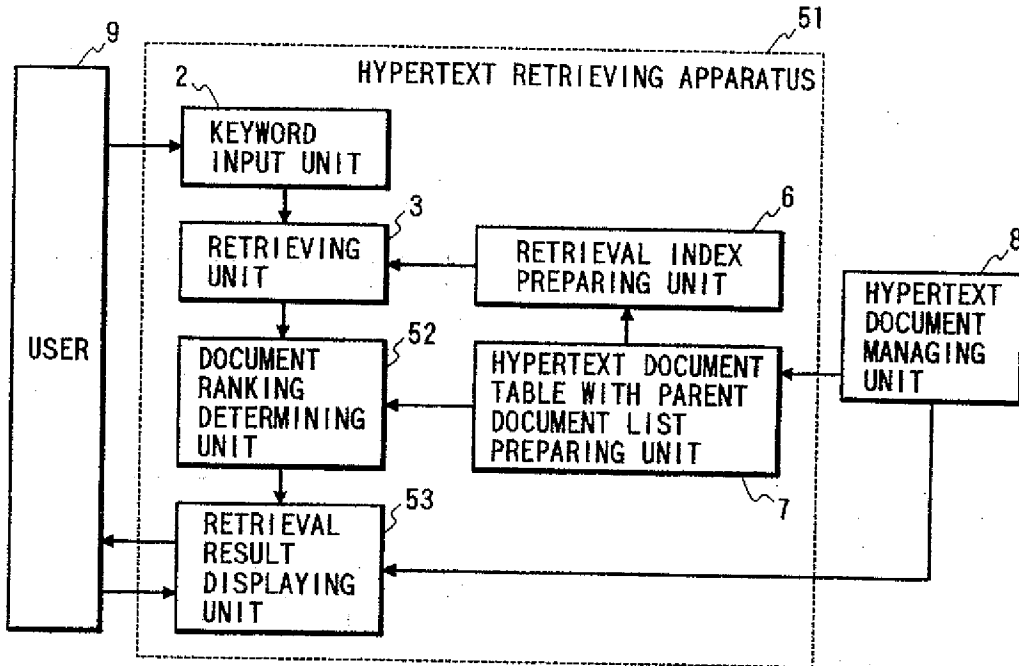 51
9
HYPERTEXT RETRIEVING APPARATUS
2
KEYWORD
INPUT UNIT
3
RETRIEVING
UNIT
6
RETRIEVAL INDEX
PREPARING UNIT
8
HYPERTEXT
DOCUMENT
MANAGING
UNIT
USER
52
DOCUMENT
RANKING
DETERMINING
UNIT
HYPERTEXT DOCUMENT
TABLE WITH PARENT
DOCUMENT LIST
PREPARING UNIT
7
53
RETRIEVAL
RESULT
DISPLAYING
UNIT